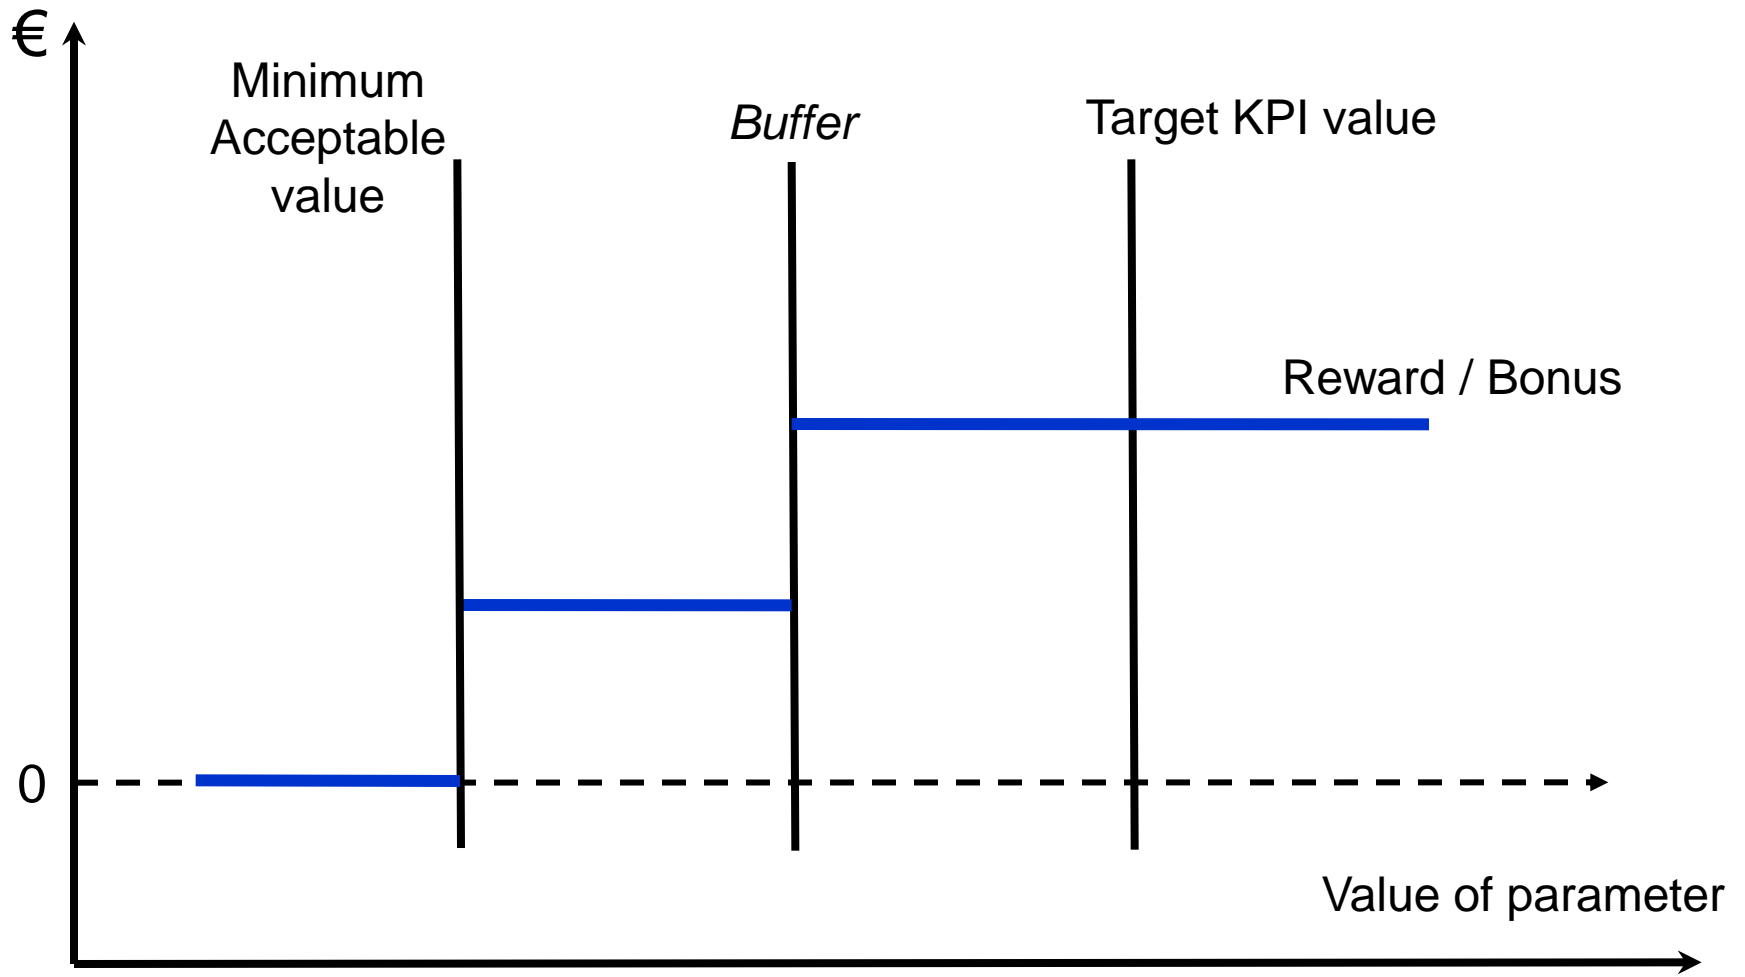 €
Minimum
Acceptable
value
Buffer
Target KPI value
Reward / Bonus
0
Value of parameter